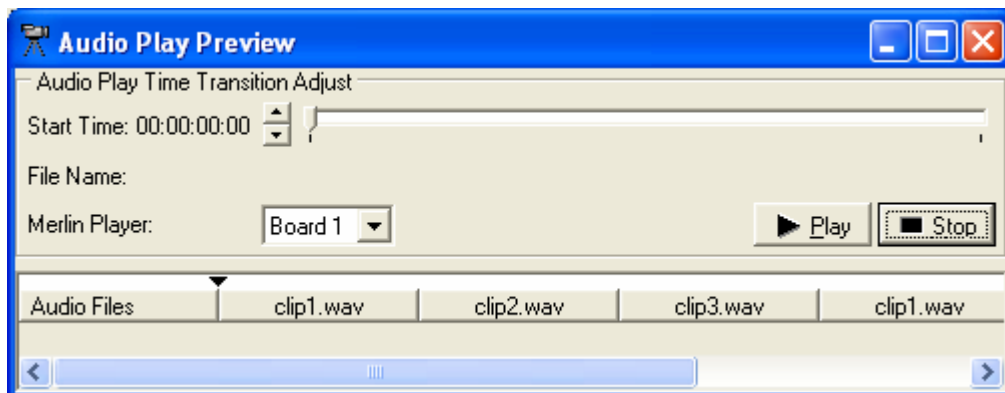 Audio Play Preview
Audio Play Time Transition Adjust
Start Time: 00:00:00:00
File Name:
Merlin Player: Board 1 Play Stop
Audio Files clip1.wav clip2.wav clip3.wav clip1.wav